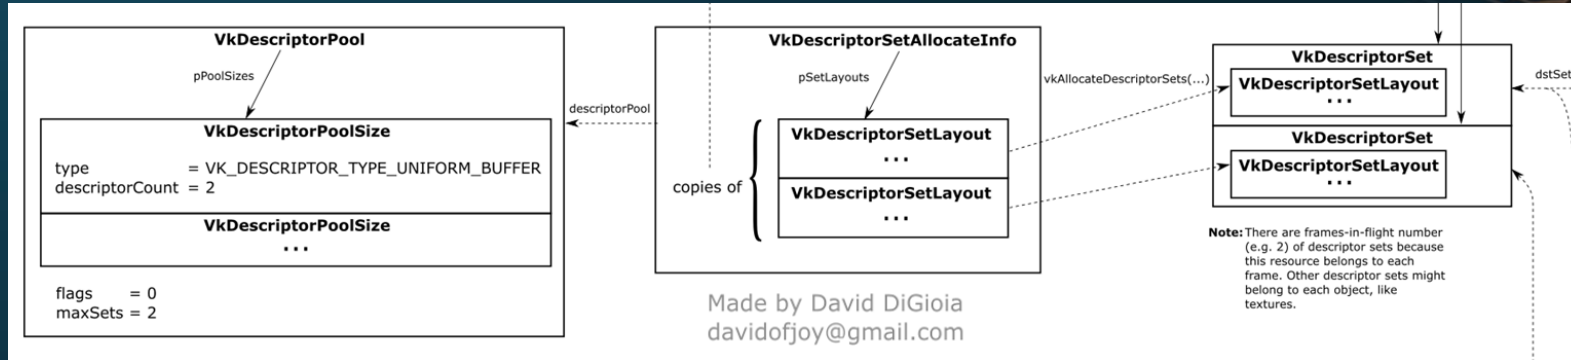 VkDescriptorPool
pPoolSizes
VkDescriptorPoolSize
type = VK_DESCRIPTOR_TYPE_UNIFORM_BUFFER
descriptorCount = 2
VkDescriptorPoolSize
...
flags = 0
maxSets = 2
descriptorPool
VkDescriptorSetAllocateInfo
pSetLayouts
copies of
VkDescriptorSetLayout
...
VkDescriptorSetLayout
...
vkAllocateDescriptorSets(...)
VkDescriptorSet
VkDescriptorSetLayout
...
VkDescriptorSet
VkDescriptorSetLayout
...
dstSet
Note: There are frames-in-flight number
(e.g. 2) of descriptor sets because
this resource belongs to each
frame. Other descriptor sets might
belong to each object, like
textures.
Made by David DiGioia
davidofjoy@gmail.com